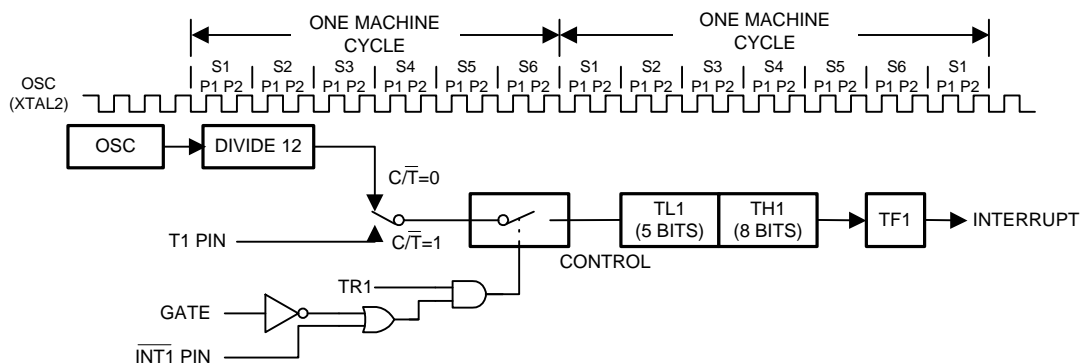 ONE MACHINE CYCLE
ONE MACHINE CYCLE
S1 S2 S3 S4 S5 S6 S1 S2 S3 S4 S5 S6 S1
P1 P2 P1 P2 P1 P2 P1 P2 P1 P2 P1 P2 P1 P2 P1 P2 P1 P2 P1 P2 P1 P2 P1 P2 P1 P2
OSC
(XTAL2)
OSC
DIVIDE 12
C/T̅=0
T1 PIN
C/T̅=1
CONTROL
TL1
(5 BITS)
TH1
(8 BITS)
TF1
INTERRUPT
TR1
GATE
I̅N̅T̅1̅ PIN